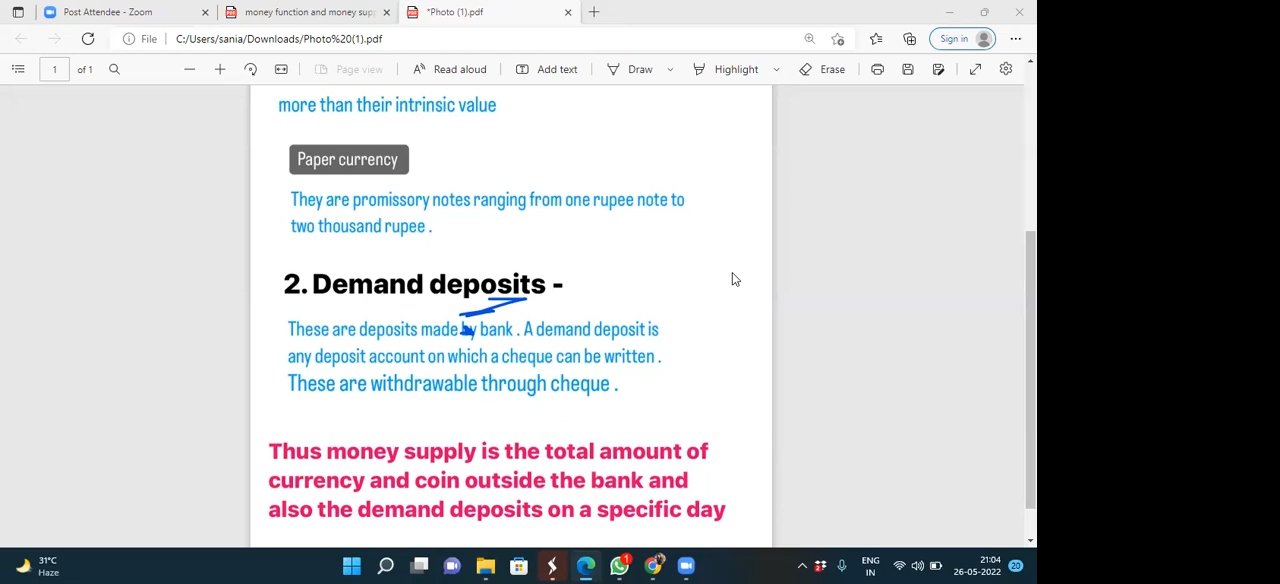 Post Attendee - Zoom
money function and money supp
*Photo (1).pdf
File
C:/Users/sania/Downloads/Photo%20(1).pdf
Sign in
1
of 1
Page view
Read aloud
Add text
Draw
Highlight
Erase
more than their intrinsic value
Paper currency
They are promissory notes ranging from one rupee note to
two thousand rupee .
2. Demand deposits -
These are deposits made by bank . A demand deposit is
any deposit account on which a cheque can be written .
These are withdrawable through cheque .
Thus money supply is the total amount of
currency and coin outside the bank and
also the demand deposits on a specific day
31°C
Haze
1
2
ENG
IN
21:04
26-05-2022
20